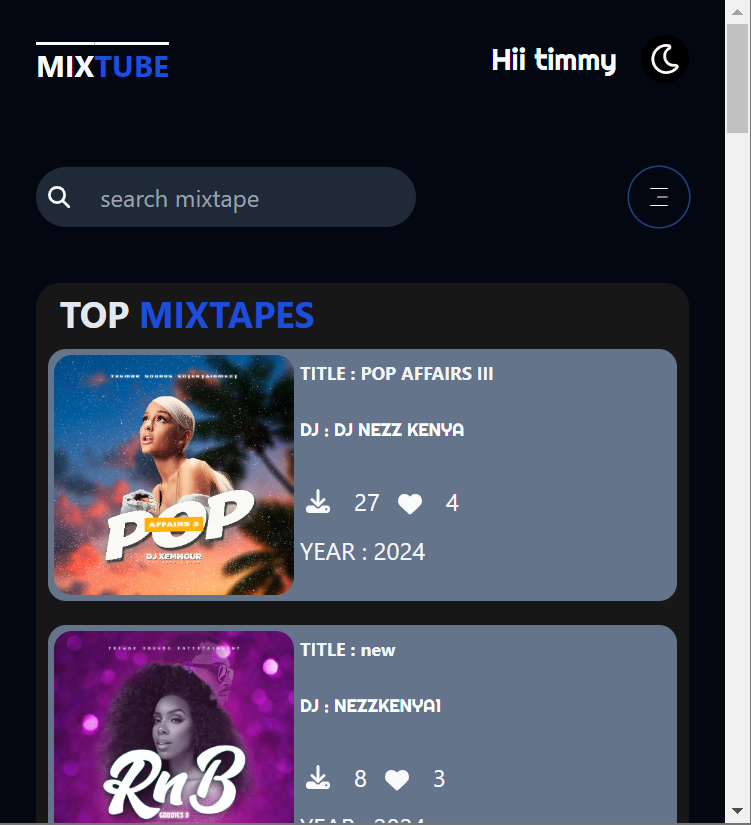 MIXTUBE
Hii timmy
search mixtape
TOP MIXTAPES
TREMOR SOUNDS ENTERTAINMENT
POP
AFFAIRS 3
DJ XEMMOUR
TITLE : POP AFFAIRS III
DJ : DJ NEZZ KENYA
27 4
YEAR : 2024
TREMOR SOUNDS ENTERTAINMENT
RnB
GOODIES 3
TITLE : new
DJ : NEZZKENYA1
8 3
YEAR : 2024